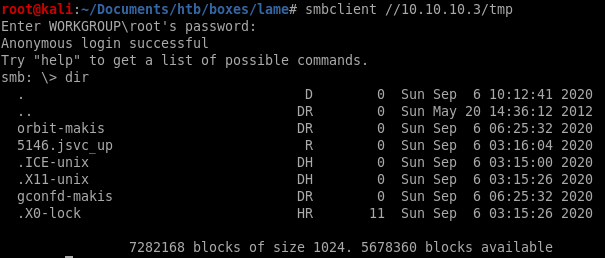 root@kali:~/Documents/htb/boxes/lame# smbclient //10.10.10.3/tmp
Enter WORKGROUP\root's password:
Anonymous login successful
Try "help" to get a list of possible commands.
smb: \> dir
  .                                   D        0  Sun Sep  6 10:12:41 2020
  ..                                 DR        0  Sun May 20 14:36:12 2012
  orbit-makis                        DR        0  Sun Sep  6 06:25:32 2020
  5146.jsvc_up                        R        0  Sun Sep  6 03:16:04 2020
  .ICE-unix                          DH        0  Sun Sep  6 03:15:00 2020
  .X11-unix                          DH        0  Sun Sep  6 03:15:26 2020
  gconfd-makis                       DR        0  Sun Sep  6 06:25:32 2020
  .X0-lock                           HR       11  Sun Sep  6 03:15:26 2020
                7282168 blocks of size 1024. 5678360 blocks available